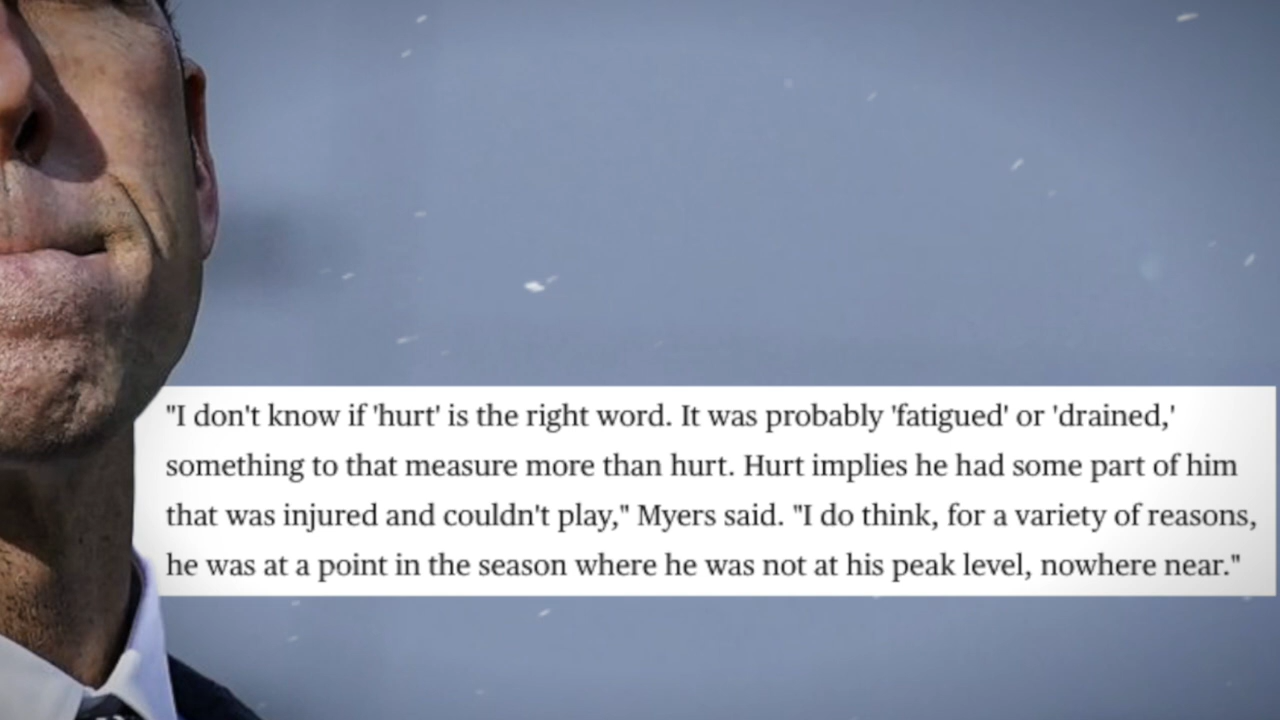 "I don't know if 'hurt' is the right word. It was probably 'fatigued' or 'drained,'
something to that measure more than hurt. Hurt implies he had some part of him
that was injured and couldn't play," Myers said. "I do think, for a variety of reasons,
he was at a point in the season where he was not at his peak level, nowhere near."